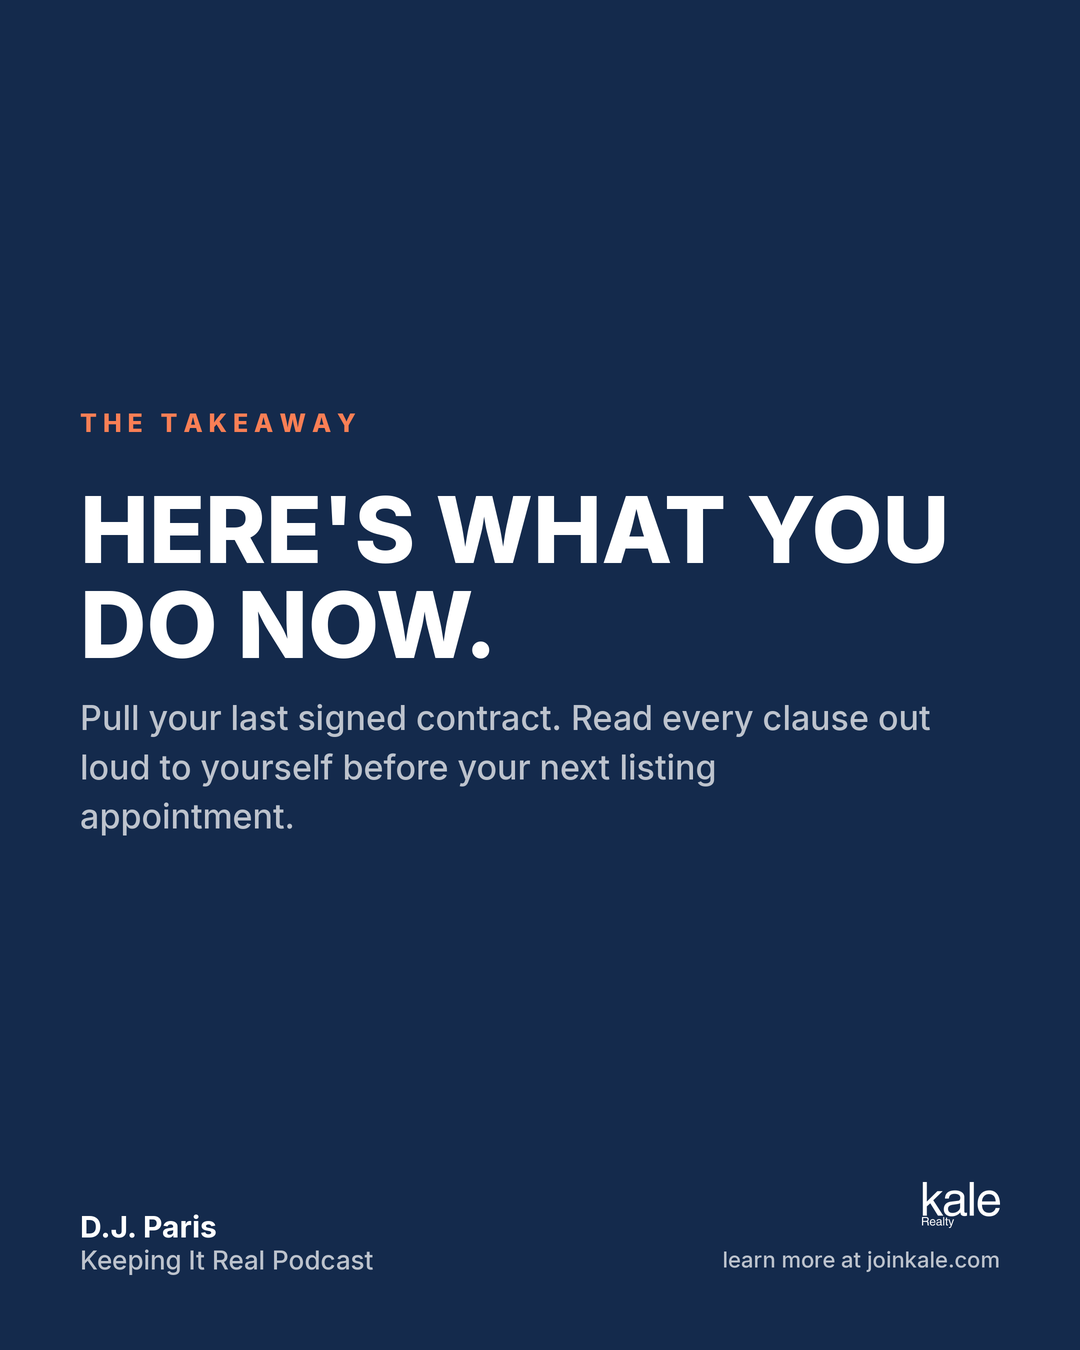 THE TAKEAWAY
HERE'S WHAT YOU
DO NOW.
Pull your last signed contract. Read every clause out
loud to yourself before your next listing
appointment.
D.J. Paris
Keeping It Real Podcast
kale
Realty
learn more at joinkale.com